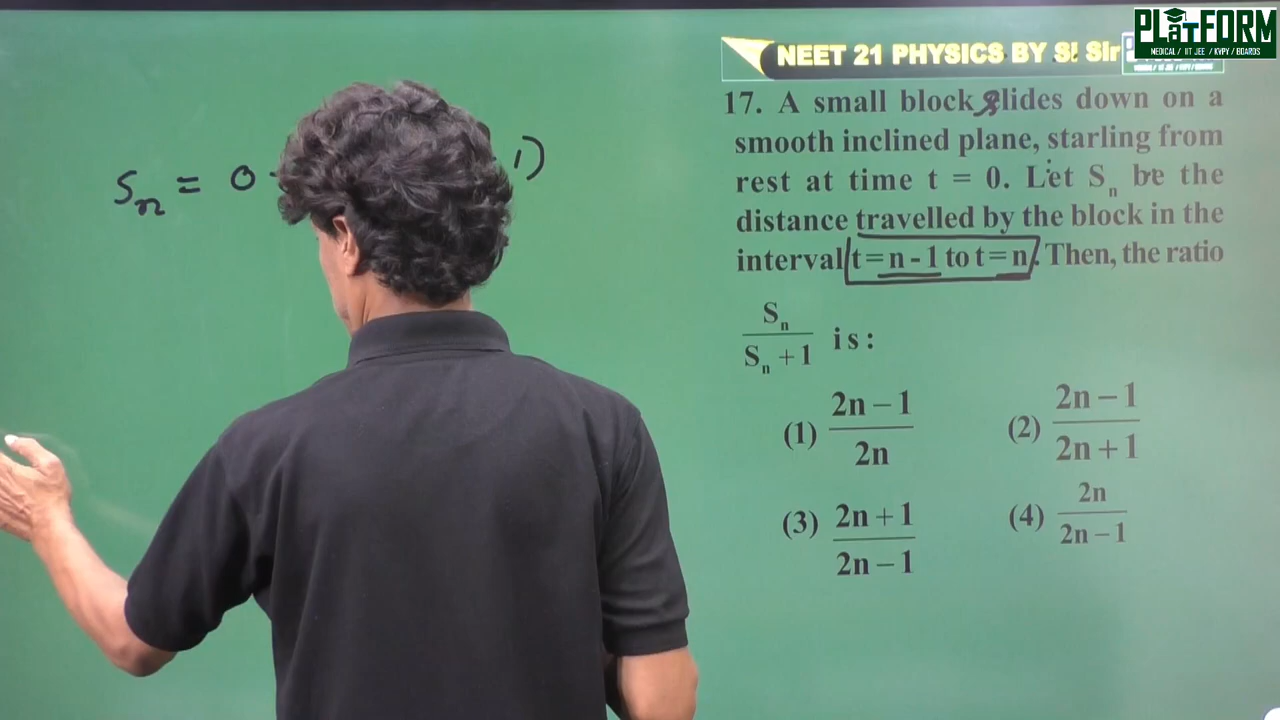 PLATFORM
MEDICAL / IIT JEE / KVPY / BOARDS
NEET 21 PHYSICS BY S! Sir
17. A small block slides down on a
smooth inclined plane, starling from
rest at time t = 0. Let Sn be the
distance travelled by the block in the
interval t = n - 1 to t = n. Then, the ratio
Sn
Sn + 1
is:
(1) 2n – 1
2n
(2) 2n – 1
2n + 1
(3) 2n + 1
2n – 1
(4) 2n
2n – 1
Sn = 0
1)